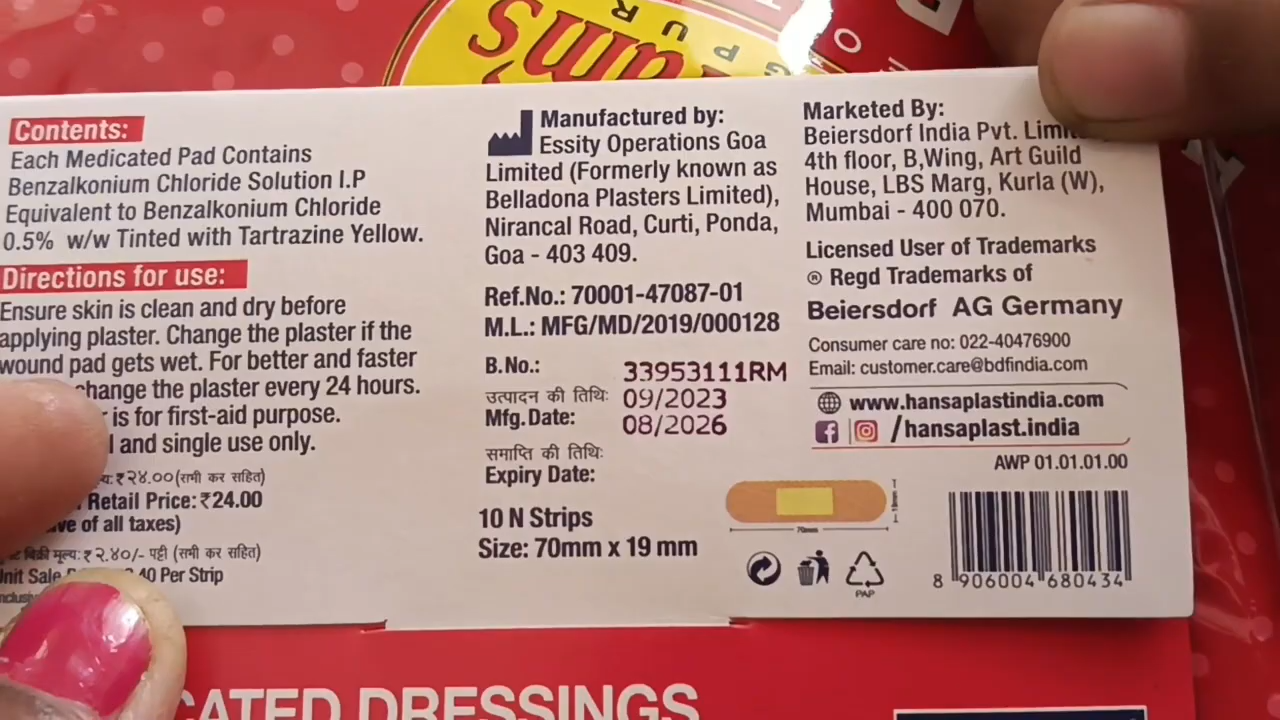 Contents:
Each Medicated Pad Contains
Benzalkonium Chloride Solution I.P
Equivalent to Benzalkonium Chloride
0.5% w/w Tinted with Tartrazine Yellow.
Directions for use:
Ensure skin is clean and dry before
applying plaster. Change the plaster if the
wound pad gets wet. For better and faster
change the plaster every 24 hours.
is for first-aid purpose.
and single use only.
₹२४.००(सभी कर सहित)
Retail Price: ₹24.00
of all taxes)
बिक्री मूल्य: ₹ २.४०/- पट्टी (सभी कर सहित)
Unit Sale .40 Per Strip
Manufactured by:
Essity Operations Goa
Limited (Formerly known as
Belladona Plasters Limited),
Nirancal Road, Curti, Ponda,
Goa - 403 409.
Ref.No.: 70001-47087-01
M.L.: MFG/MD/2019/000128
B.No.: 33953111RM
उत्पादन की तिथि: 09/2023
Mfg.Date: 08/2026
समाप्ति की तिथि:
Expiry Date:
10 N Strips
Size: 70mm x 19 mm
Marketed By:
Beiersdorf India Pvt.
4th floor, B,Wing, Art Guild
House, LBS Marg, Kurla (W),
Mumbai - 400 070.
Licensed User of Trademarks
® Regd Trademarks of
Beiersdorf AG Germany
Consumer care no: 022-40476900
Email: customer.care@bdfindia.com
www.hansaplastindia.com
/hansaplast.india
AWP 01.01.01.00
70mm
PAP
8 906004 680434
CATED DRESSINGS